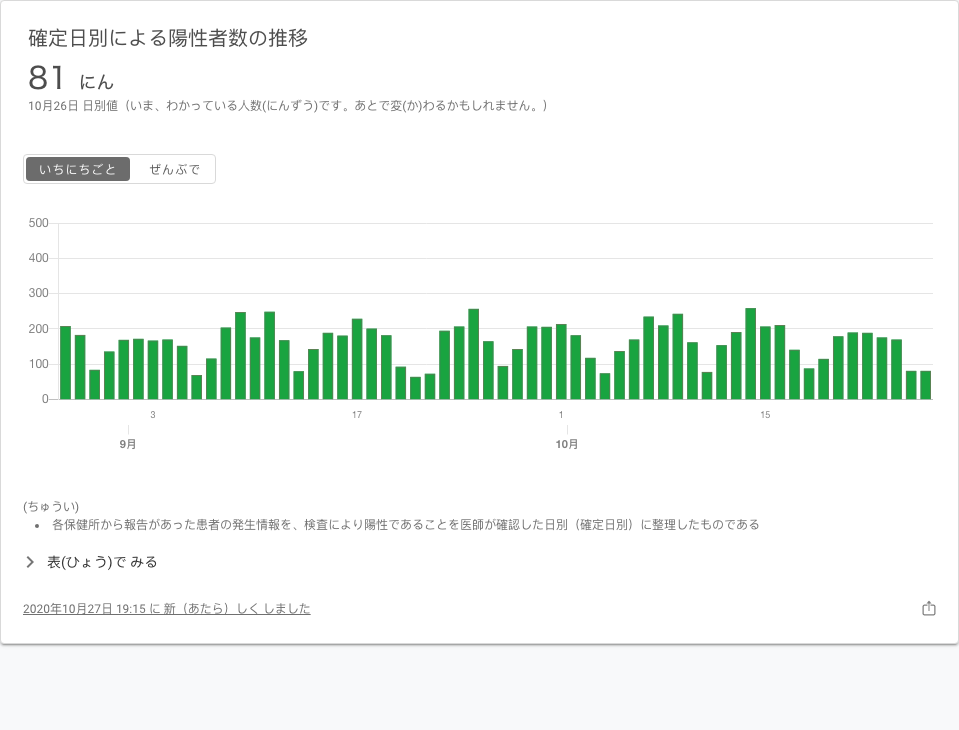 確定日別による陽性者数の推移
81 にん
10月26日 日別値（いま、わかっている人数(にんずう)です。あとで変(か)わるかもしれません。）
いちにちごと ぜんぶで
500
400
300
200
100
0
3 17 1 15
9月 10月
(ちゅうい)
• 各保健所から報告があった患者の発生情報を、検査により陽性であることを医師が確認した日別（確定日別）に整理したものである
表(ひょう)で みる
2020年10月27日 19:15 に 新（あたら）しく しました